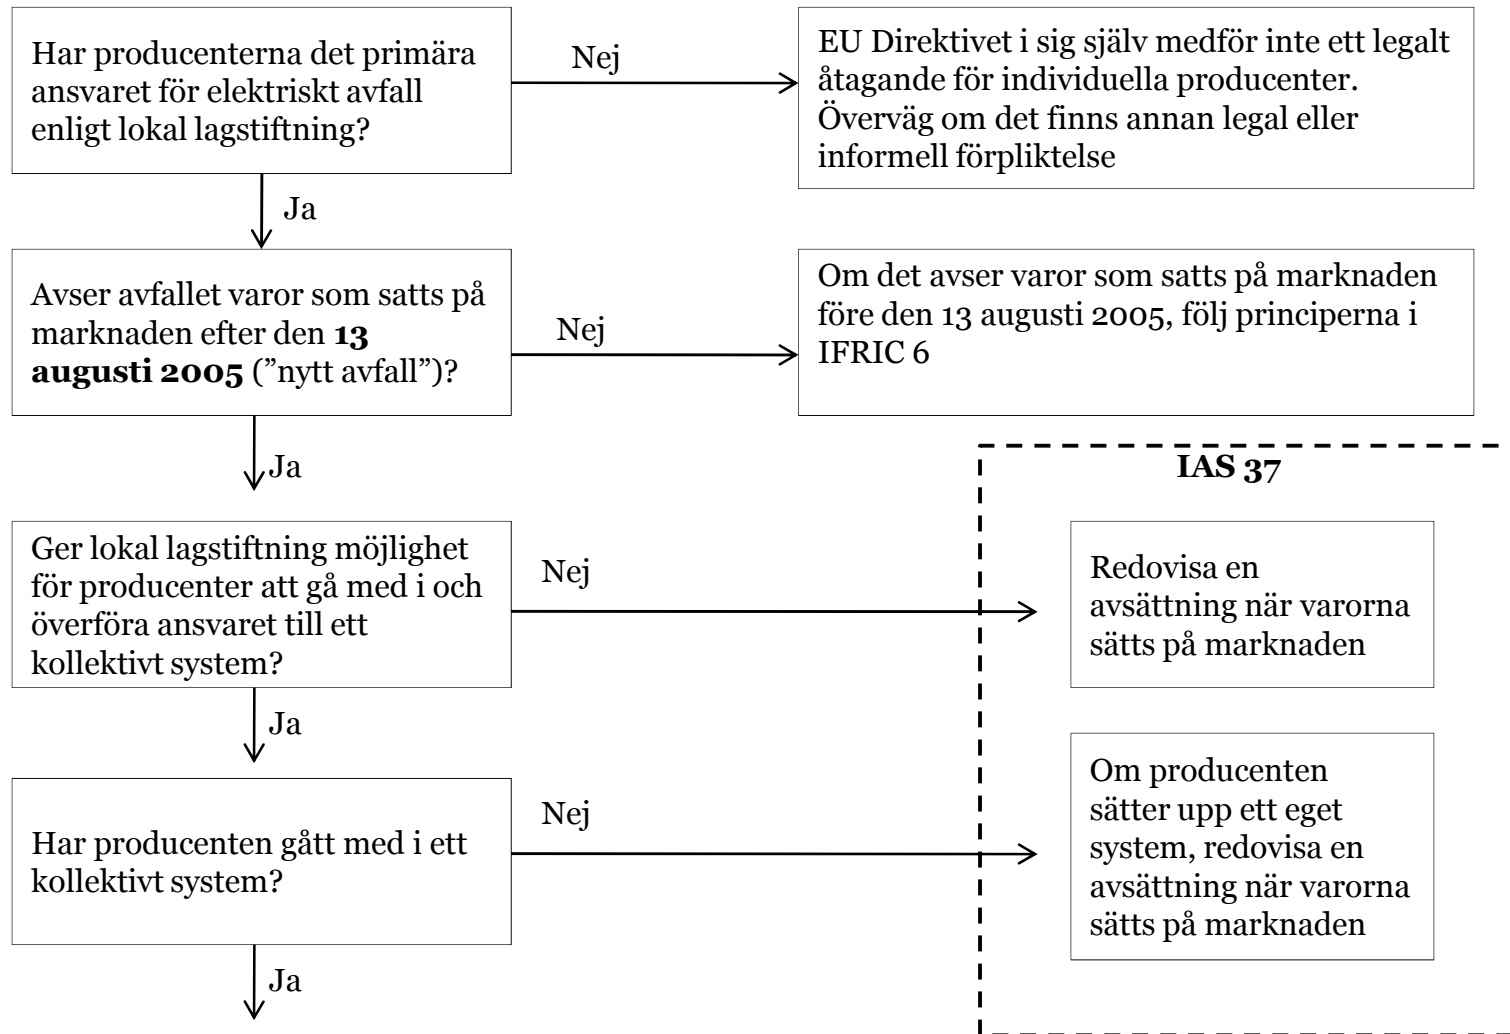 Har producenterna det primära
ansvaret för elektriskt avfall
enligt lokal lagstiftning?
Nej
EU Direktivet i sig själv medför inte ett legalt
åtagande för individuella producenter.
Överväg om det finns annan legal eller
informell förpliktelse
Ja
Avser avfallet varor som satts på
marknaden efter den 13
augusti 2005 (”nytt avfall”)?
Nej
Om det avser varor som satts på marknaden
före den 13 augusti 2005, följ principerna i
IFRIC 6
Ja
IAS 37
Ger lokal lagstiftning möjlighet
för producenter att gå med i och
överföra ansvaret till ett
kollektivt system?
Nej
Redovisa en
avsättning när varorna
sätts på marknaden
Ja
Har producenten gått med i ett
kollektivt system?
Nej
Om producenten
sätter upp ett eget
system, redovisa en
avsättning när varorna
sätts på marknaden
Ja